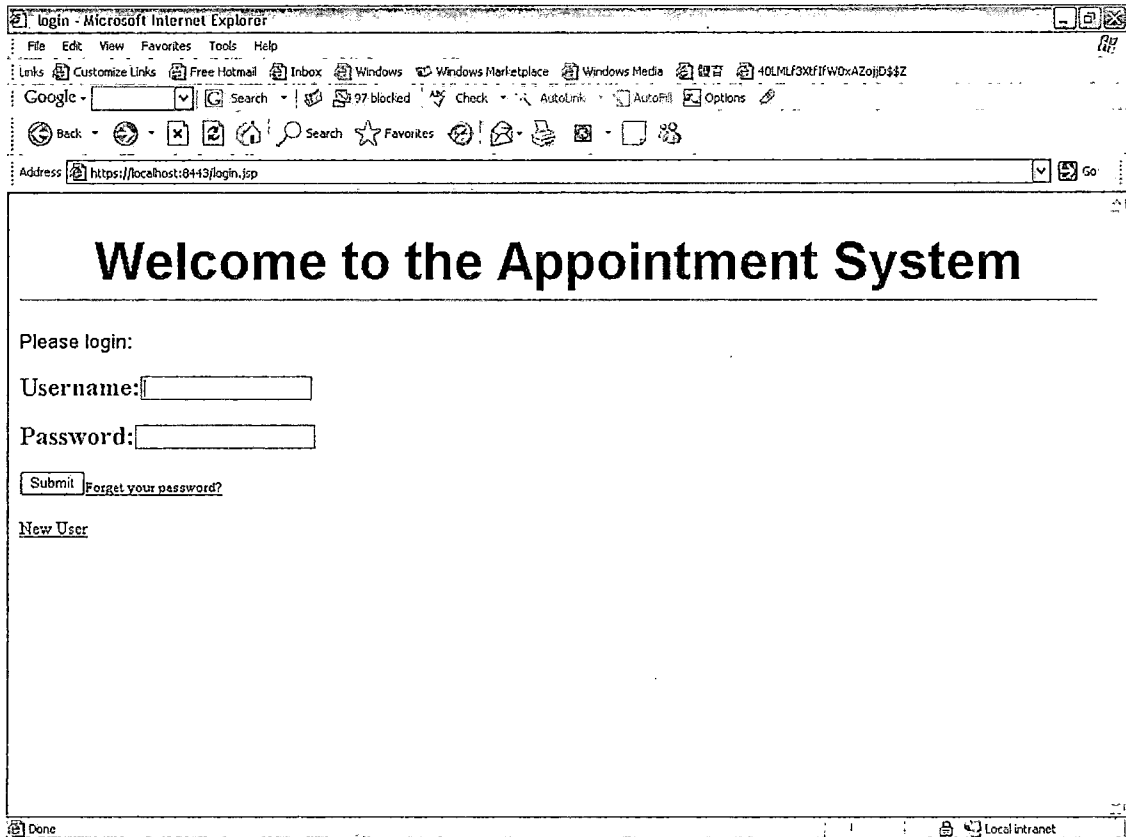 login - Microsoft Internet Explorer
File Edit View Favorites Tools Help
Links Customize Links Free Hotmail Inbox Windows Windows Marketplace Windows Media 40LMLf3XtfIfW0xAZojjD$$Z
Google Search 97 blocked Check AutoLink AutoFill Options
Back Search Favorites
Address https://localhost:8443/login.jsp Go
Welcome to the Appointment System
Please login:
Username:
Password:
Submit Forget your password?
New User
Done Local intranet